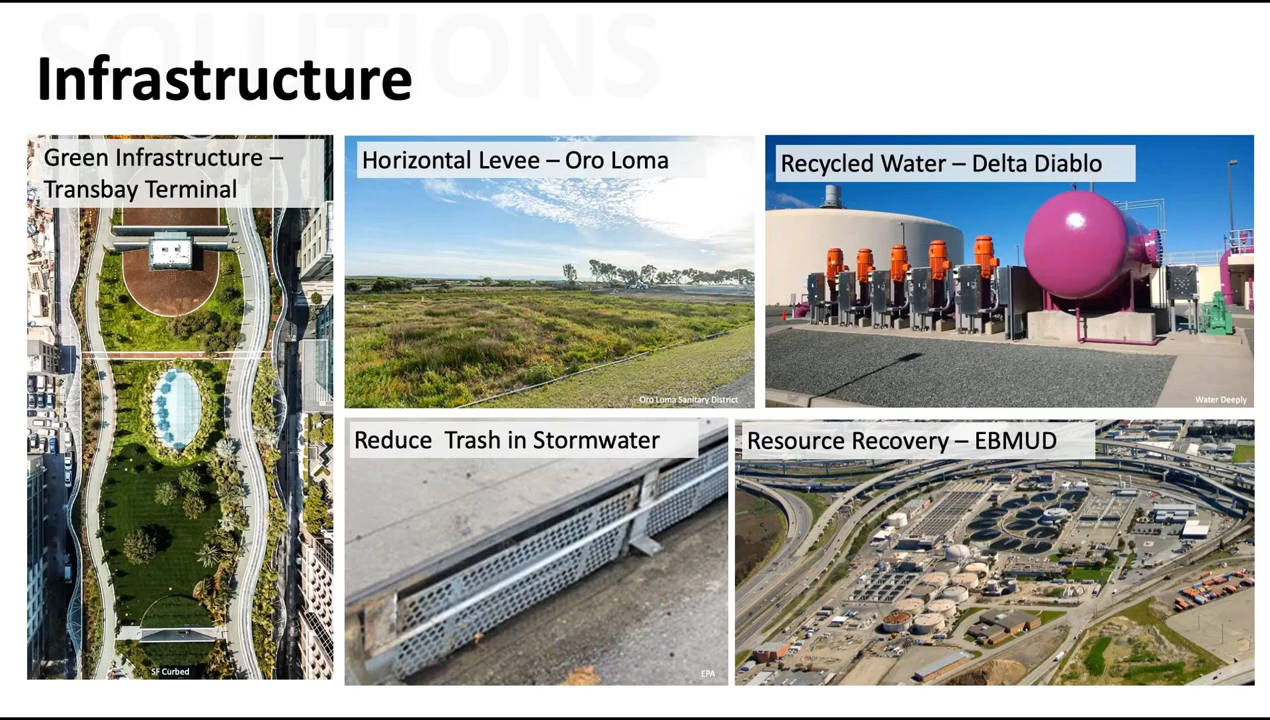 SOLUTIONS
Infrastructure
Green Infrastructure –
Transbay Terminal
SF Curbed
Horizontal Levee – Oro Loma
Oro Loma Sanitary District
Recycled Water – Delta Diablo
Water Deeply
Reduce Trash in Stormwater
EPA
Resource Recovery – EBMUD